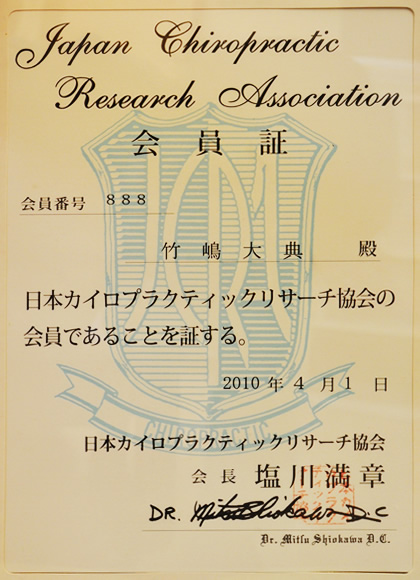 Japan Chiropractic
Research Association
会員証
会員番号 888
竹嶋大典 殿
日本カイロプラクティックリサーチ協会の
会員であることを証する。
2010年4月1日
CHIROPRACTIC
日本カイロプラクティックリサーチ協会
会長 塩川満章
DR. Mitsu Shiokawa D.C
Dr. Mitfu Shiokawa D.C.